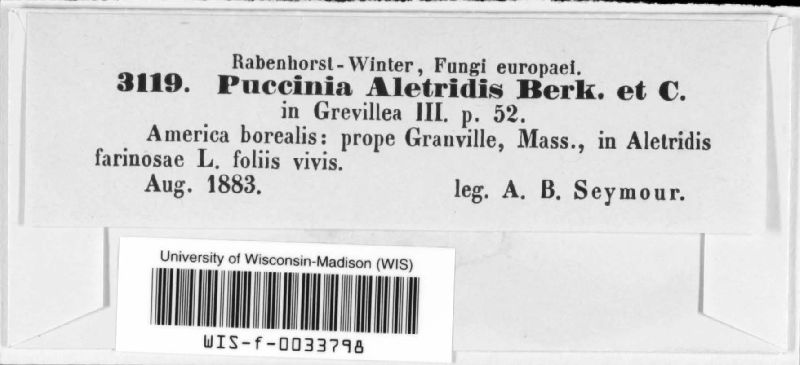 Rabenhorst-Winter, Fungi europaei.
3119. Puccinia Aletridis Berk. et C.
in Grevillea III. p. 52.
America borealis: prope Granville, Mass., in Aletridis
farinosae L. foliis vivis.
Aug. 1883. leg. A. B. Seymour.
University of Wisconsin-Madison (WIS)
WIS-f-0033798